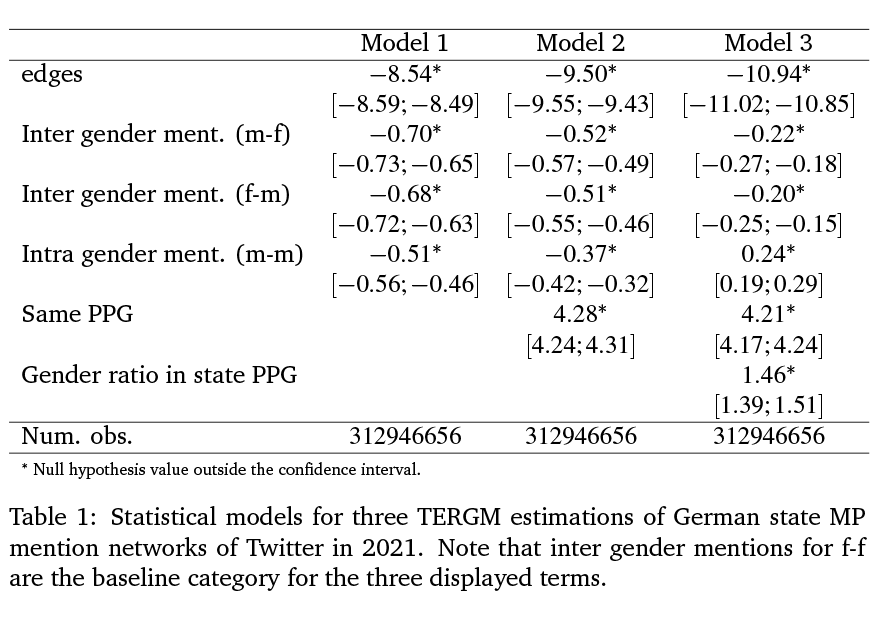 Model 1 Model 2 Model 3
edges −8.54* −9.50* −10.94*
[−8.59; −8.49] [−9.55; −9.43] [−11.02; −10.85]
Inter gender ment. (m-f) −0.70* −0.52* −0.22*
[−0.73; −0.65] [−0.57; −0.49] [−0.27; −0.18]
Inter gender ment. (f-m) −0.68* −0.51* −0.20*
[−0.72; −0.63] [−0.55; −0.46] [−0.25; −0.15]
Intra gender ment. (m-m) −0.51* −0.37* 0.24*
[−0.56; −0.46] [−0.42; −0.32] [0.19; 0.29]
Same PPG 4.28* 4.21*
[4.24; 4.31] [4.17; 4.24]
Gender ratio in state PPG 1.46*
[1.39; 1.51]
Num. obs. 312946656 312946656 312946656
* Null hypothesis value outside the confidence interval.
Table 1: Statistical models for three TERGM estimations of German state MP
mention networks of Twitter in 2021. Note that inter gender mentions for f-f
are the baseline category for the three displayed terms.